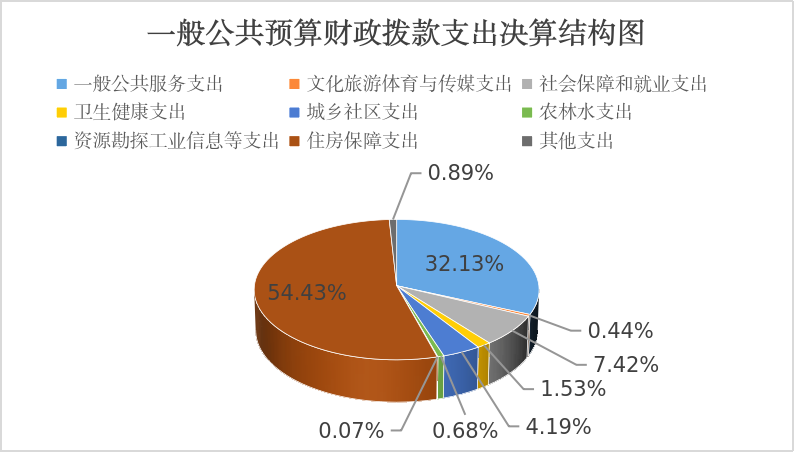 一般公共预算财政拨款支出决算结构图
一般公共服务支出 文化旅游体育与传媒支出 社会保障和就业支出
卫生健康支出 城乡社区支出 农林水支出
资源勘探工业信息等支出 住房保障支出 其他支出
0.89%
32.13%
54.43%
0.44%
7.42%
1.53%
4.19%
0.07% 0.68%